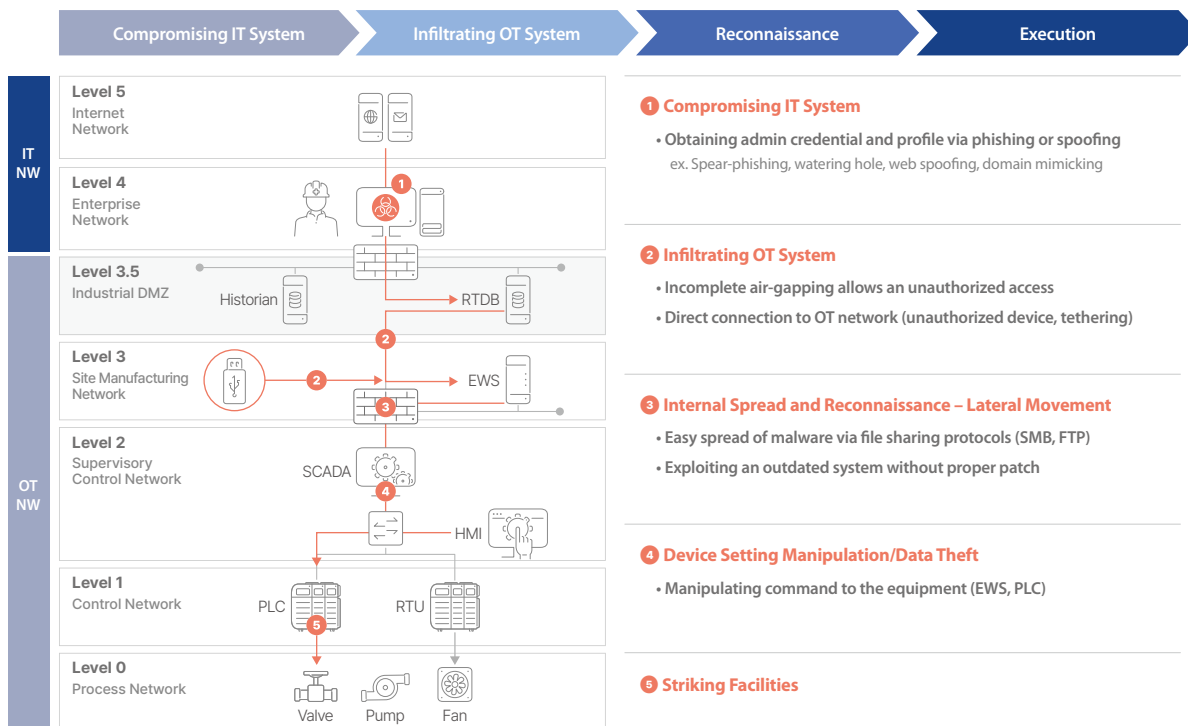 Compromising IT System
Infiltrating OT System
Reconnaissance
Execution
IT
NW
Level 5
Internet
Network
Level 4
Enterprise
Network
1
OT
NW
Level 3.5
Industrial DMZ
Historian
RTDB
2
Level 3
Site Manufacturing
Network
2
EWS
3
Level 2
Supervisory
Control Network
SCADA
4
HMI
Level 1
Control Network
PLC
RTU
5
Level 0
Process Network
Valve
Pump
Fan
1 Compromising IT System
• Obtaining admin credential and profile via phishing or spoofing
ex. Spear-phishing, watering hole, web spoofing, domain mimicking
2 Infiltrating OT System
• Incomplete air-gapping allows an unauthorized access
• Direct connection to OT network (unauthorized device, tethering)
3 Internal Spread and Reconnaissance – Lateral Movement
• Easy spread of malware via file sharing protocols (SMB, FTP)
• Exploiting an outdated system without proper patch
4 Device Setting Manipulation/Data Theft
• Manipulating command to the equipment (EWS, PLC)
5 Striking Facilities